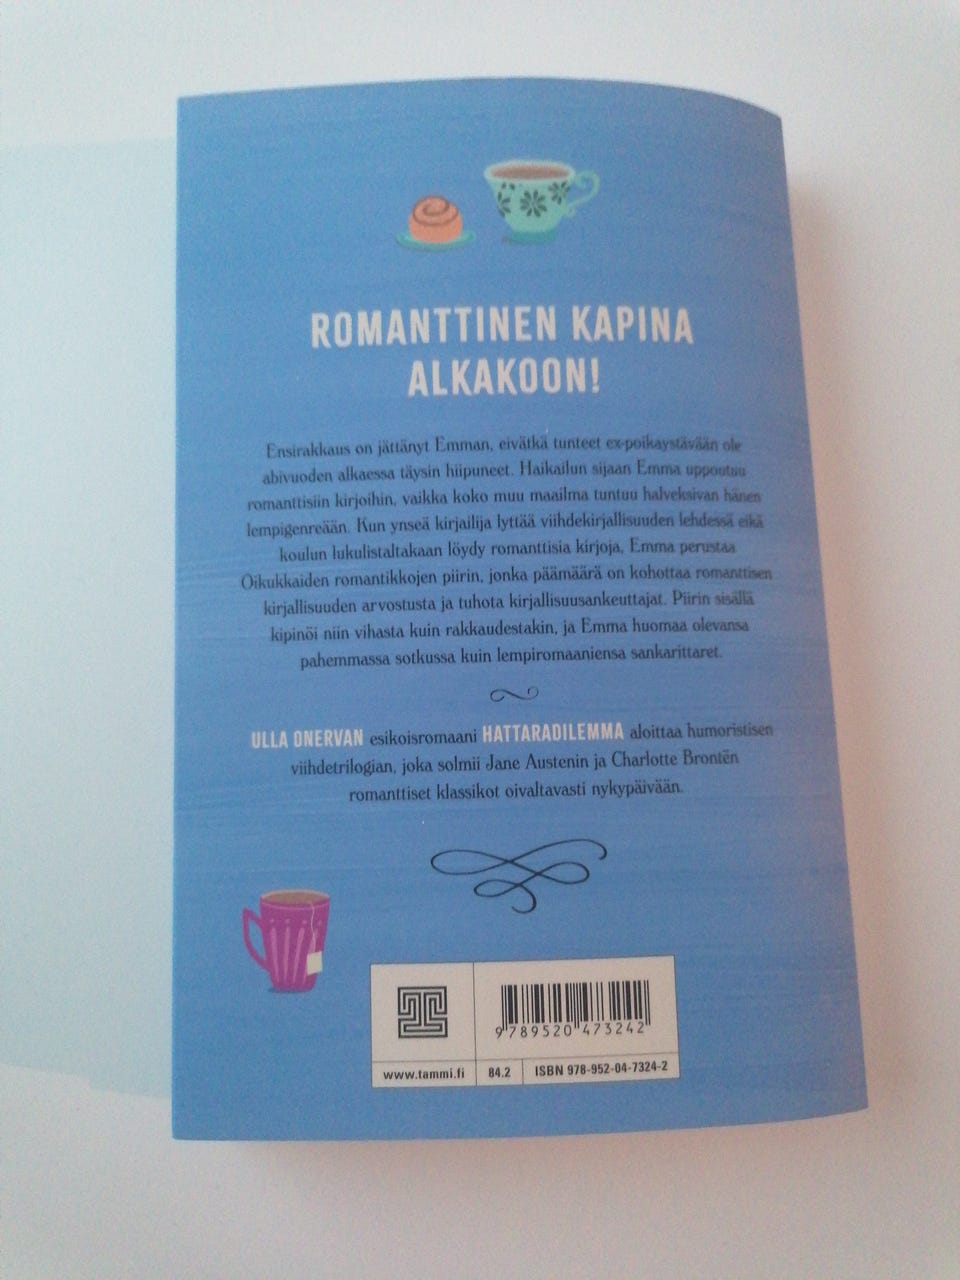 ROMANTTINEN KAPINA
ALKAKOON!
Ensirakkaus on jättänyt Emman, eivätkä tunteet ex-poikaystävään ole
abivuoden alkaessa täysin hiipuneet. Haikailun sijaan Emma uppoutuu
romanttisiin kirjoihin, vaikka koko muu maailma tuntuu halveksivan hänen
lempigenreään. Kun ynseä kirjailija lyttää viihdekirjallisuuden lehdessä eikä
koulun lukulistaltakaan löydy romanttisia kirjoja, Emma perustaa
Oikukkaiden romantikkojen piirin, jonka päämäärä on kohottaa romanttisen
kirjallisuuden arvostusta ja tuhota kirjallisuusankeuttajat. Piirin sisällä
kipinöi niin vihasta kuin rakkaudestakin, ja Emma huomaa olevansa
pahemmassa sotkussa kuin lempiromaaniensa sankarittaret.
ULLA ONERVAN esikoisromaani HATTARADILEMMA aloittaa humoristisen
viihdetrilogian, joka solmii Jane Austenin ja Charlotte Brontën
romanttiset klassikot oivaltavasti nykypäivään.
9 789520 473242
www.tammi.fi 84.2 ISBN 978-952-04-7324-2